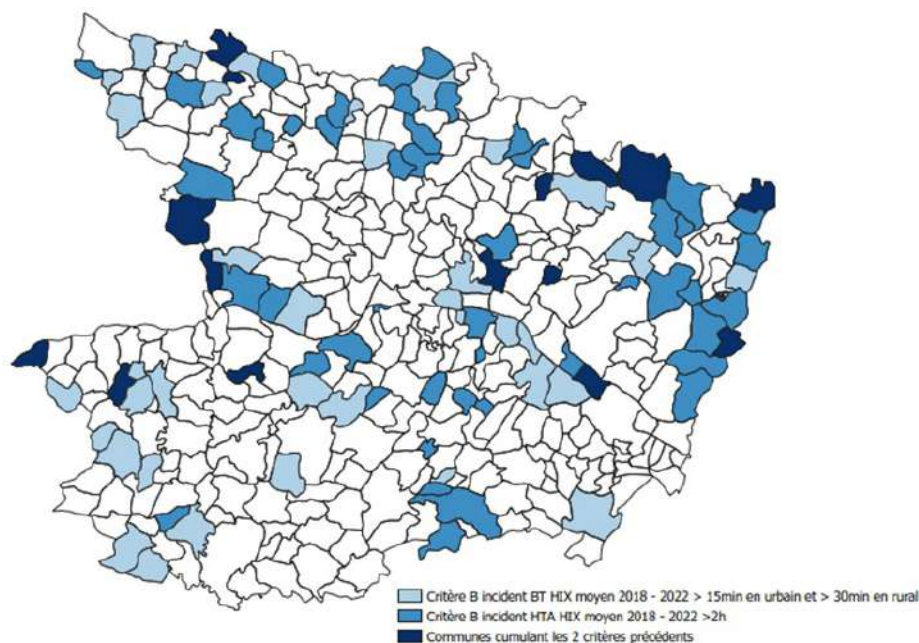 Critère B incident BT HIX moyen 2018 - 2022 > 15min en urbain et > 30min en rural
Critère B incident HTA HIX moyen 2018 - 2022 >2h
Communes cumulant les 2 critères précédents